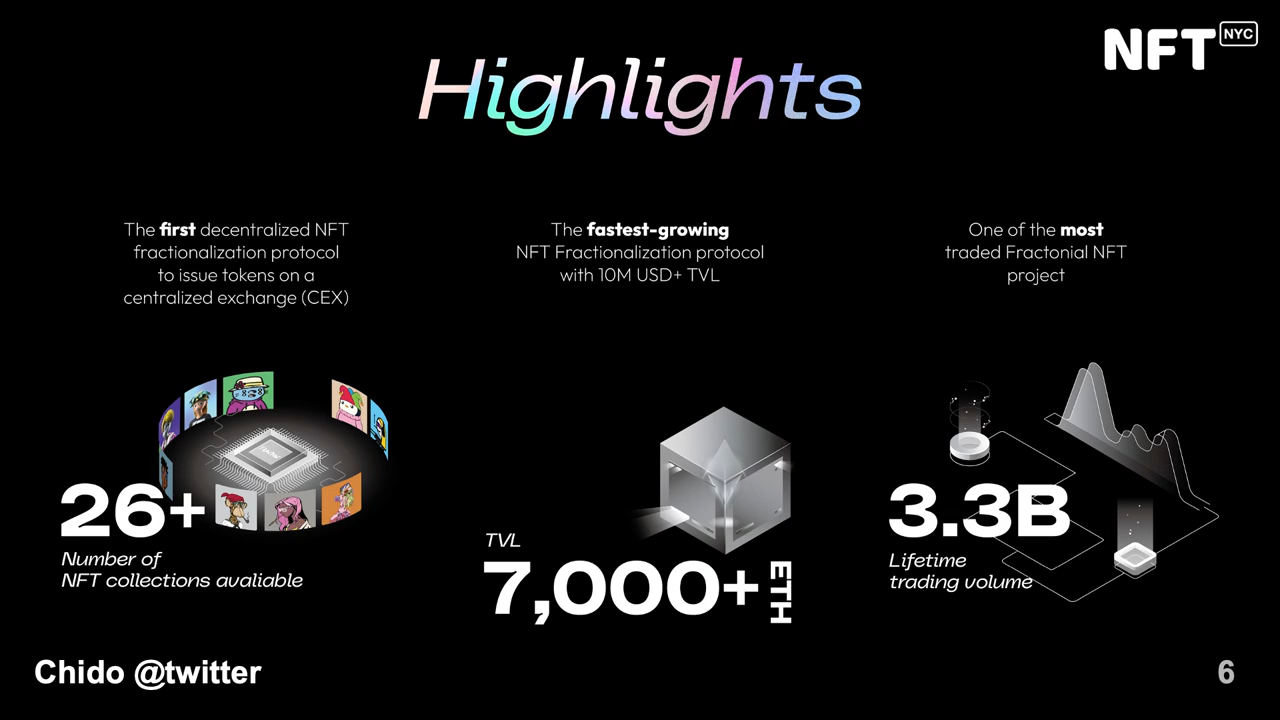 NFT NYC
Highlights
The first decentralized NFT
fractionalization protocol
to issue tokens on a
centralized exchange (CEX)
The fastest-growing
NFT Fractionalization protocol
with 10M USD+ TVL
One of the most
traded Fractonial NFT
project
26+
Number of
NFT collections avaliable
TVL
7,000+ ETH
3.3B
Lifetime
trading volume
Chido @twitter
6